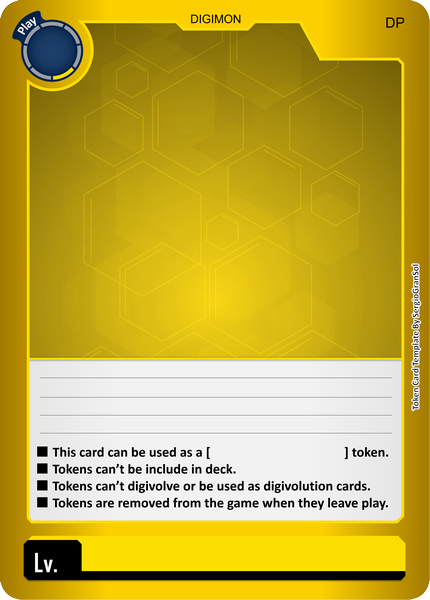 Play
DIGIMON
DP
Token Card Template By SergioGranSol
■ This card can be used as a [ ] token.
■ Tokens can't be include in deck.
■ Tokens can't digivolve or be used as digivolution cards.
■ Tokens are removed from the game when they leave play.
Lv.